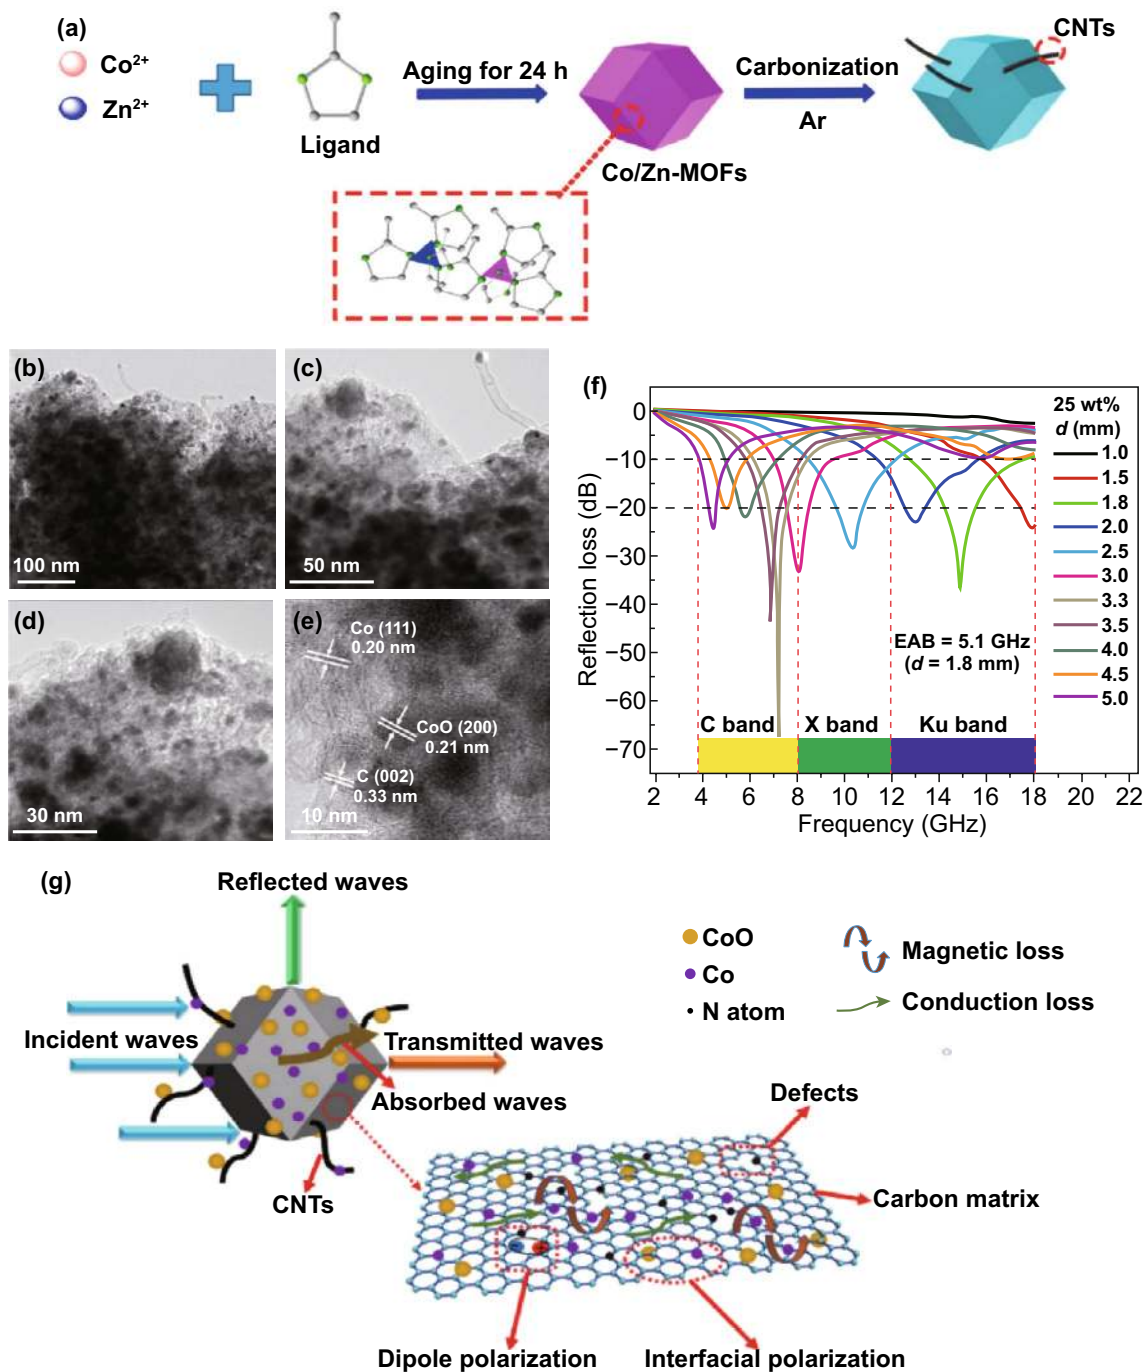 (a)
Co2+
Zn2+
Ligand
Aging for 24 h
Co/Zn-MOFs
Carbonization
Ar
CNTs
(b)
100 nm
(c)
50 nm
(d)
30 nm
(e)
Co (111)
0.20 nm
CoO (200)
0.21 nm
C (002)
0.33 nm
10 nm
(f)
Reflection loss (dB)
0
−10
−20
−30
−40
−50
−60
−70
25 wt%
d (mm)
1.0
1.5
1.8
2.0
2.5
3.0
3.3
3.5
4.0
4.5
5.0
EAB = 5.1 GHz
(d = 1.8 mm)
C band
X band
Ku band
2 4 6 8 10 12 14 16 18 20 22
Frequency (GHz)
(g)
Reflected waves
Incident waves
Transmitted waves
Absorbed waves
CNTs
CoO
Co
N atom
Magnetic loss
Conduction loss
Defects
Carbon matrix
Dipole polarization
Interfacial polarization